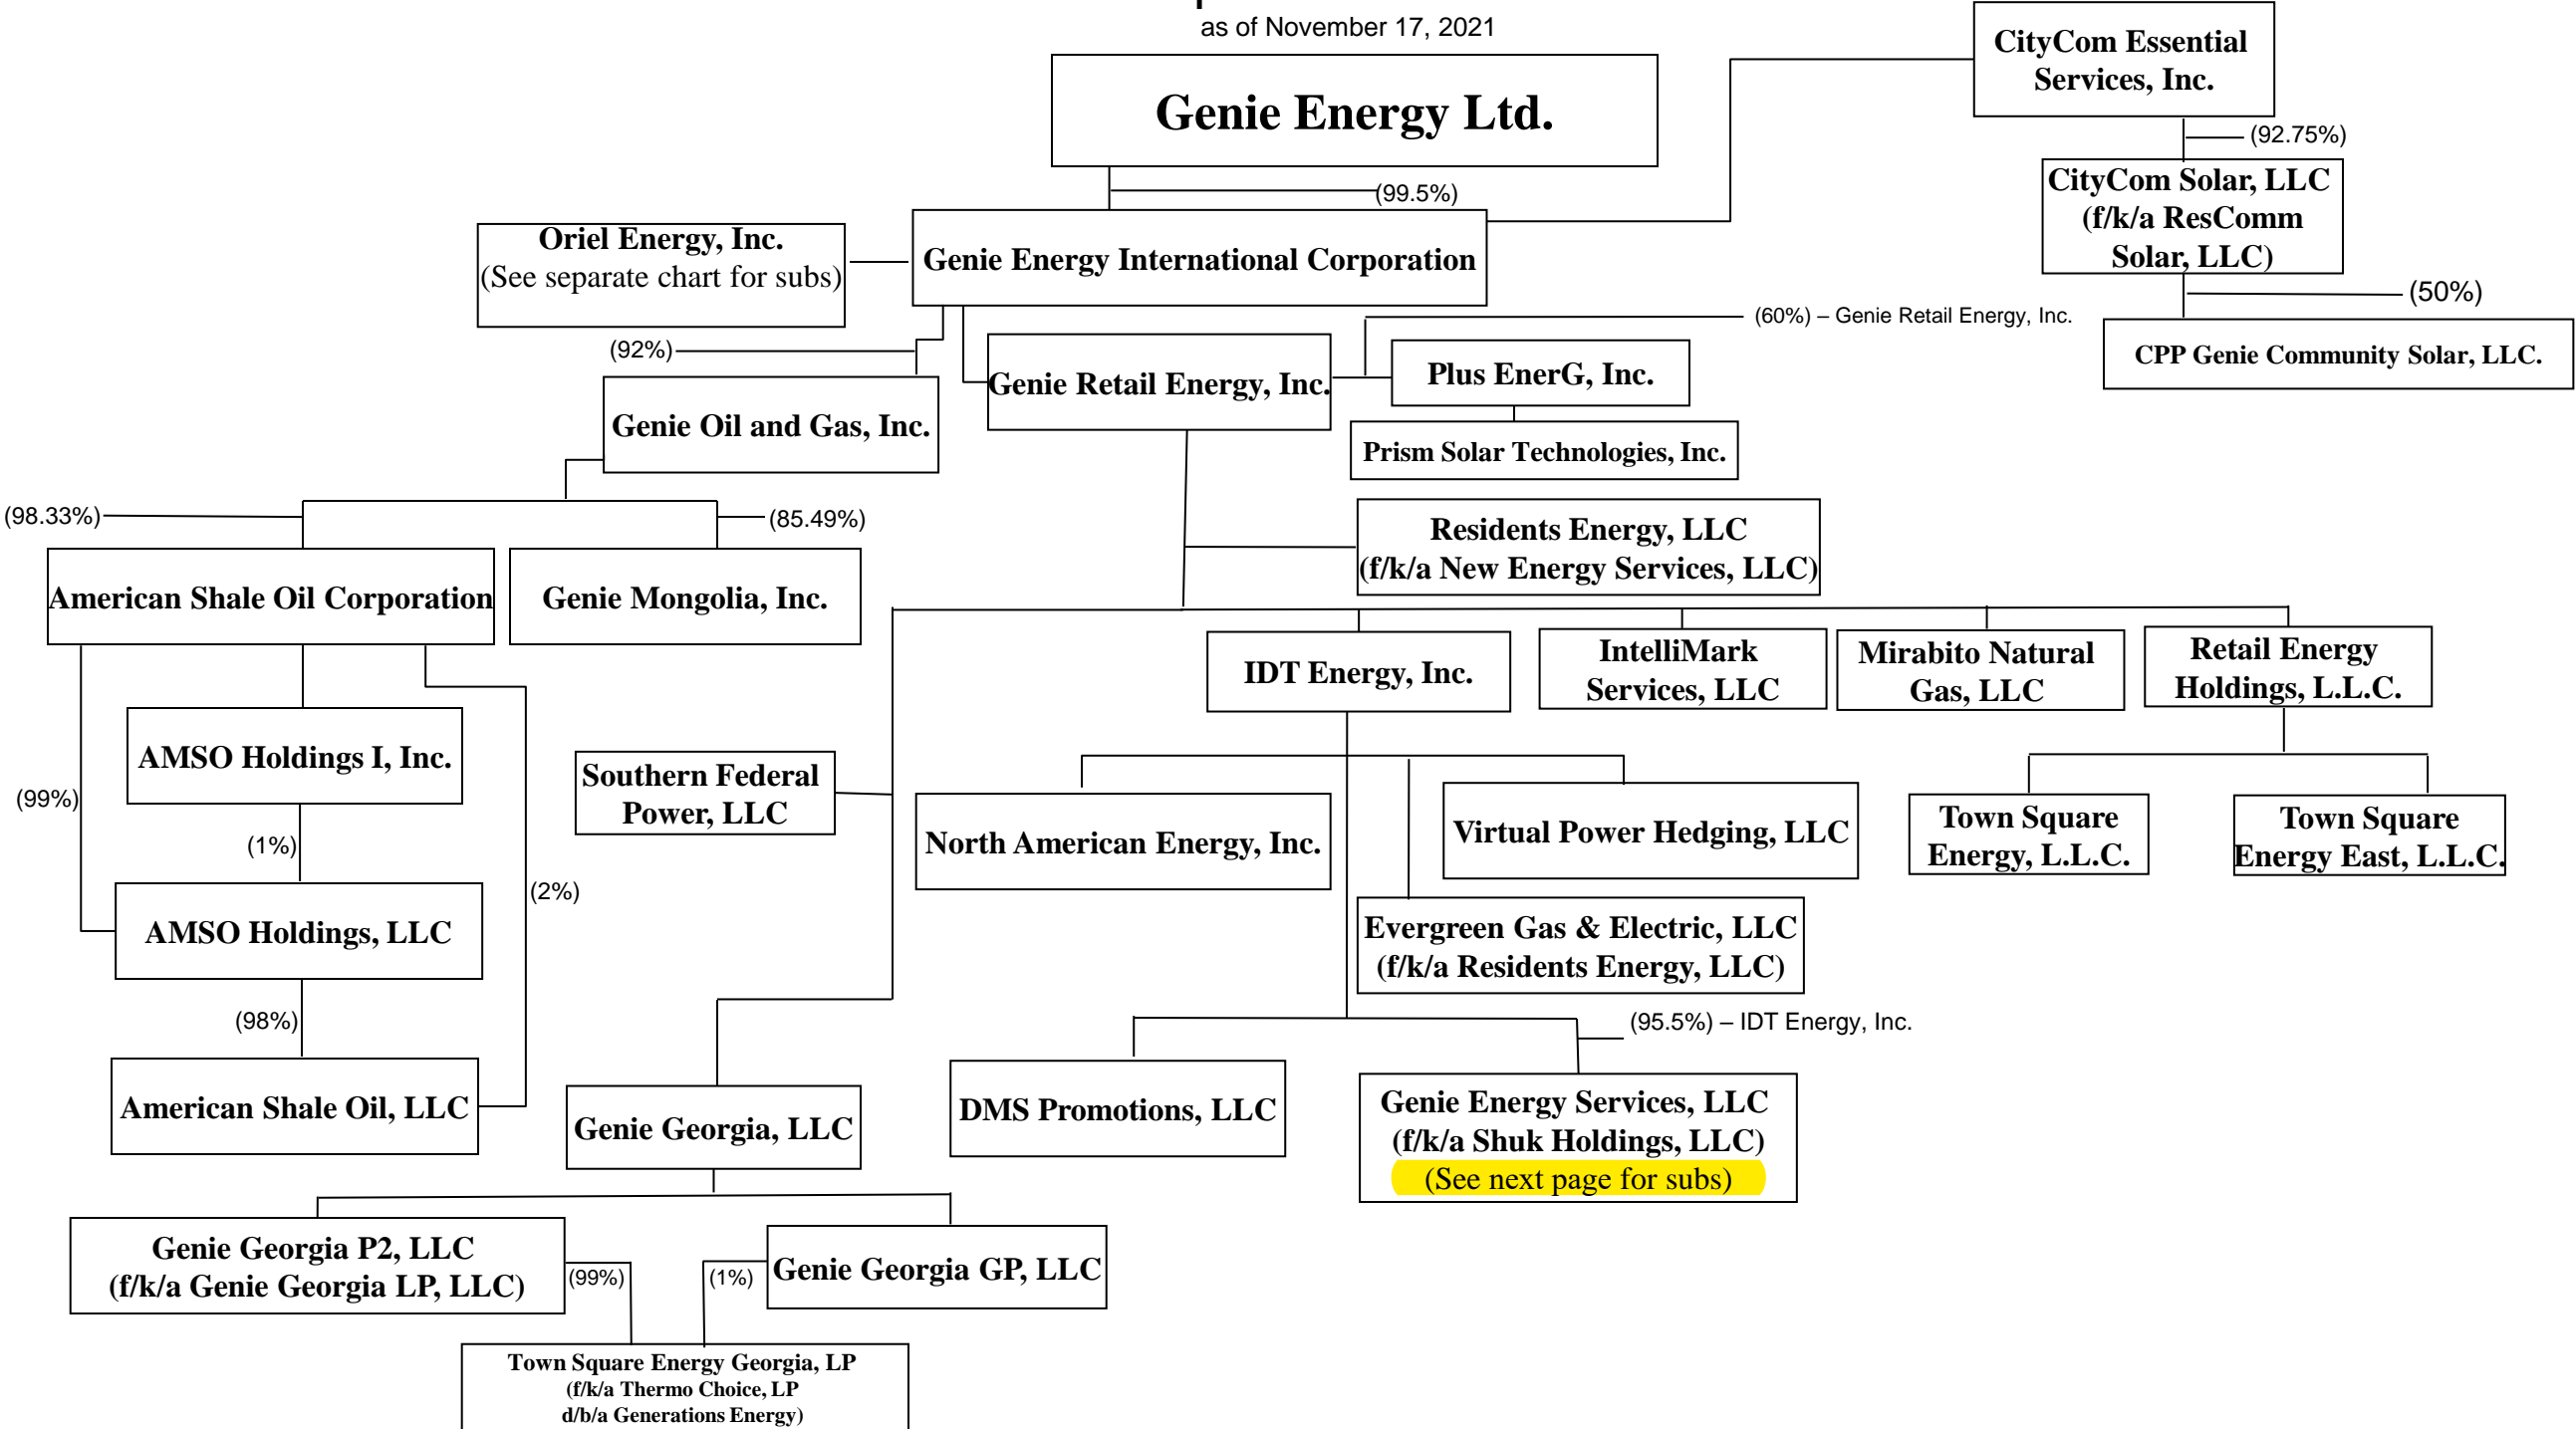 as of November 17, 2021
CityCom Essential
Services, Inc.
Genie Energy Ltd.
(92.75%)
CityCom Solar, LLC
(f/k/a ResComm
Solar, LLC)
(99.5%)
Oriel Energy, Inc.
(See separate chart for subs)
Genie Energy International Corporation
(50%)
(60%) – Genie Retail Energy, Inc.
CPP Genie Community Solar, LLC.
(92%)
Genie Retail Energy, Inc.
Plus EnerG, Inc.
Genie Oil and Gas, Inc.
Prism Solar Technologies, Inc.
(98.33%)
(85.49%)
Residents Energy, LLC
(f/k/a New Energy Services, LLC)
American Shale Oil Corporation
Genie Mongolia, Inc.
IDT Energy, Inc.
IntelliMark
Services, LLC
Mirabito Natural
Gas, LLC
Retail Energy
Holdings, L.L.C.
AMSO Holdings I, Inc.
Southern Federal
Power, LLC
(99%)
North American Energy, Inc.
Virtual Power Hedging, LLC
Town Square
Energy, L.L.C.
Town Square
Energy East, L.L.C.
(1%)
(2%)
AMSO Holdings, LLC
Evergreen Gas & Electric, LLC
(f/k/a Residents Energy, LLC)
(98%)
(95.5%) – IDT Energy, Inc.
American Shale Oil, LLC
Genie Georgia, LLC
DMS Promotions, LLC
Genie Energy Services, LLC
(f/k/a Shuk Holdings, LLC)
(See next page for subs)
Genie Georgia P2, LLC
(f/k/a Genie Georgia LP, LLC)
(99%)
(1%)
Genie Georgia GP, LLC
Town Square Energy Georgia, LP
(f/k/a Thermo Choice, LP
d/b/a Generations Energy)